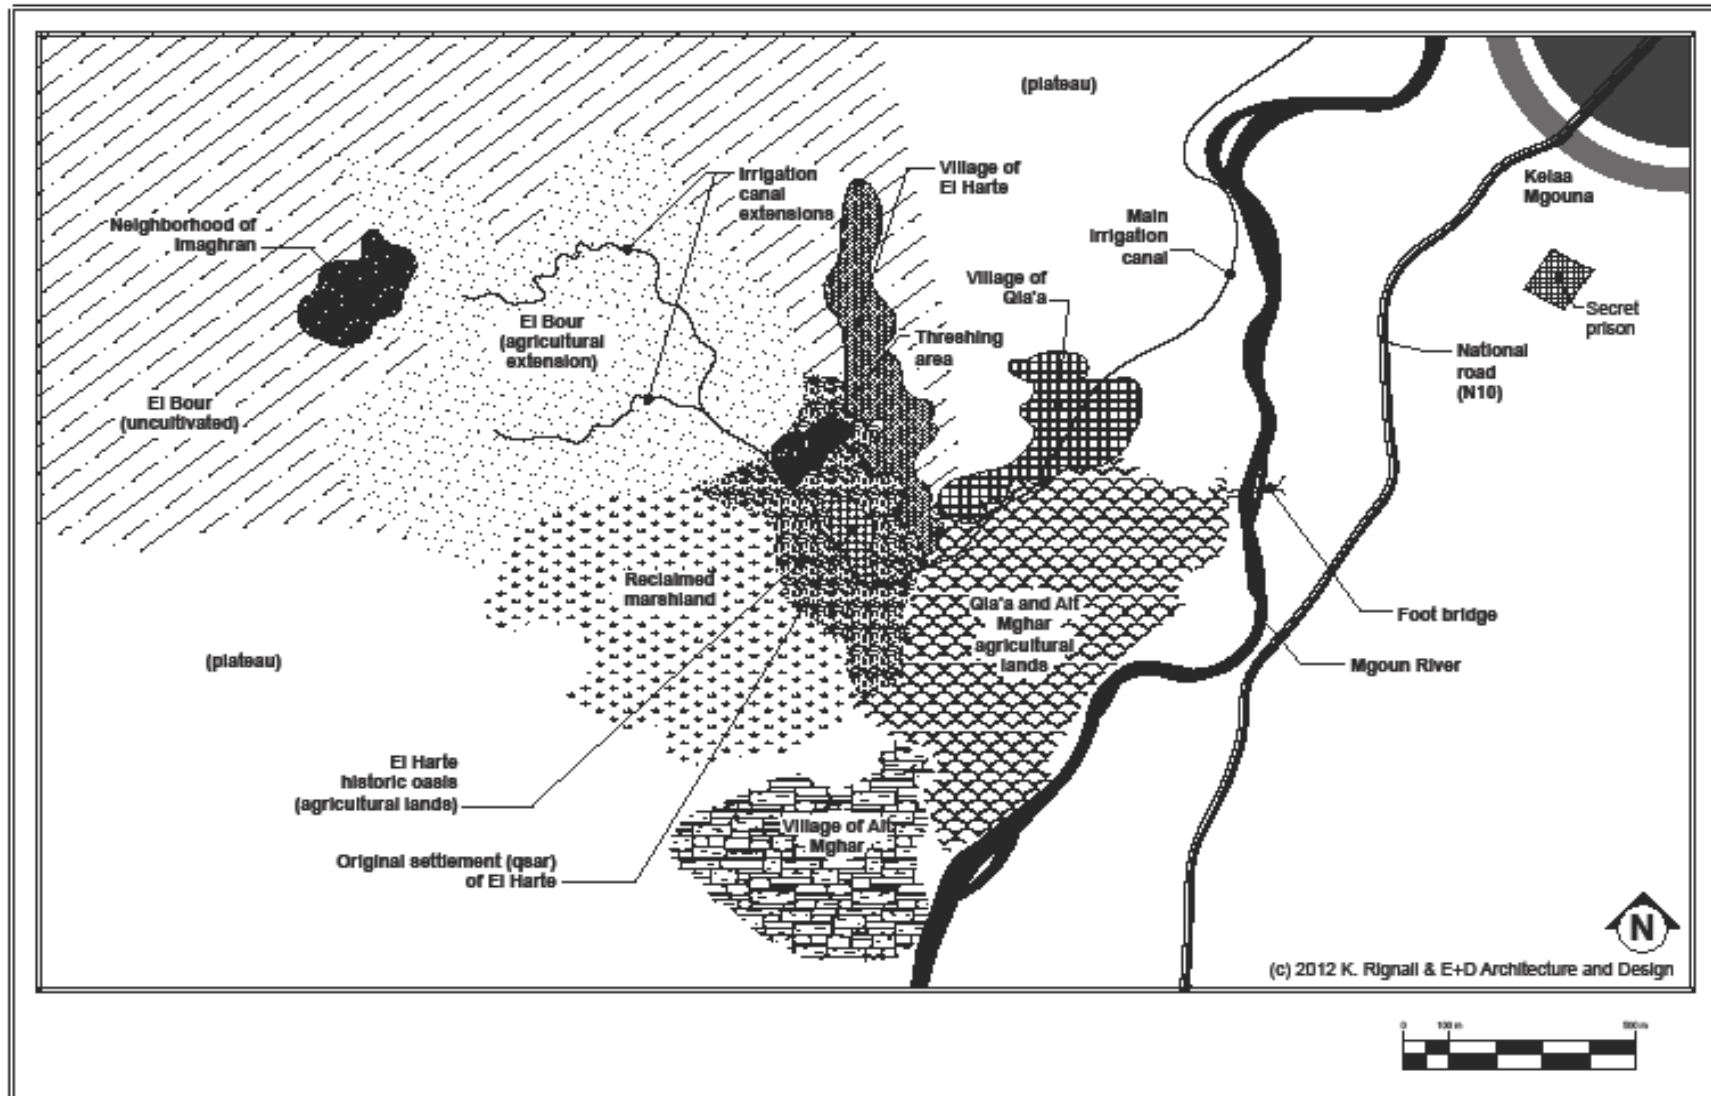 (plateau)
Irrigation
canal
extensions
Village of
El Harte
Kelaa
Mgouna
Neighborhood of
Imaghran
Main
Irrigation
canal
Village of
Qla'a
Secret
prison
El Bour
(agricultural
extension)
Threshing
area
National
road
(N10)
El Bour
(uncultivated)
Reclaimed
marshland
Qla'a and Ait
Mghar
agricultural
lands
Foot bridge
(plateau)
Mgoun River
El Harte
historic oasis
(agricultural lands)
Village of Ait
Mghar
Original settlement (qsar)
of El Harte
N
(c) 2012 K. Rignall & E+D Architecture and Design
0 100 m 500 m